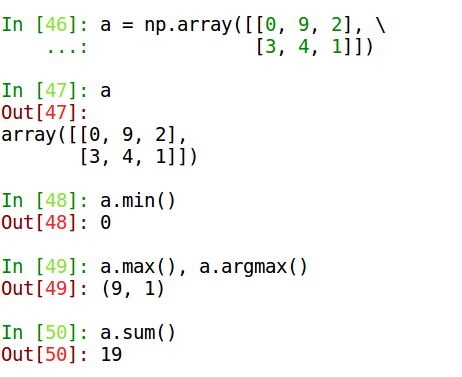 In [46]: a = np.array([[0, 9, 2], \
    ...:               [3, 4, 1]])
In [47]: a
Out[47]:
array([[0, 9, 2],
       [3, 4, 1]])
In [48]: a.min()
Out[48]: 0
In [49]: a.max(), a.argmax()
Out[49]: (9, 1)
In [50]: a.sum()
Out[50]: 19